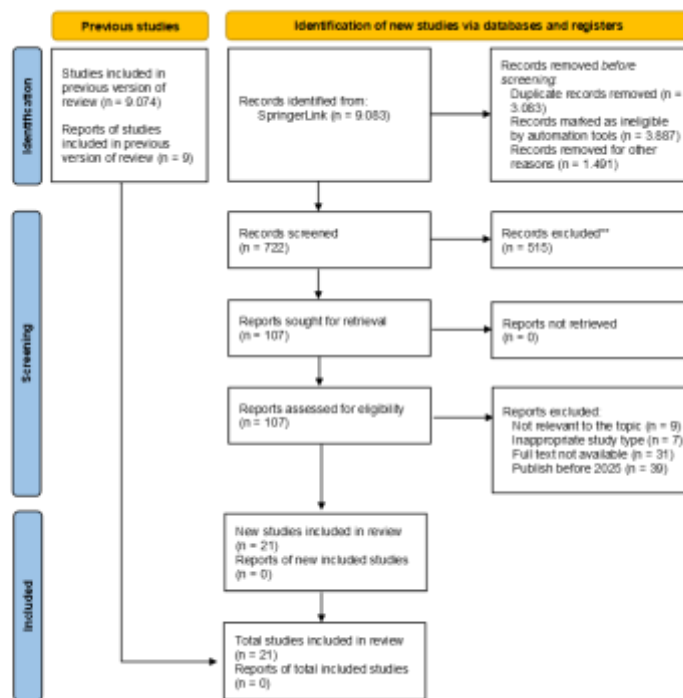 Previous studies
Identification of new studies via databases and registers
Identification
Studies included in
previous version of
review (n = 9.074)
Reports of studies
included in previous
version of review (n = 9)
Records identified from:
SpringerLink (n = 9.083)
Records removed before
screening:
Duplicate records removed (n =
3.083)
Records marked as ineligible
by automation tools (n = 3.887)
Records removed for other
reasons (n = 1.491)
Screening
Records screened
(n = 722)
Records excluded**
(n = 515)
Reports sought for retrieval
(n = 107)
Reports not retrieved
(n = 0)
Reports assessed for eligibility
(n = 107)
Reports excluded:
Not relevant to the topic (n = 9)
Inappropriate study type (n = 7)
Full text not available (n = 31)
Publish before 2025 (n = 39)
Included
New studies included in review
(n = 21)
Reports of new included studies
(n = 0)
Total studies included in review
(n = 21)
Reports of total included studies
(n = 0)